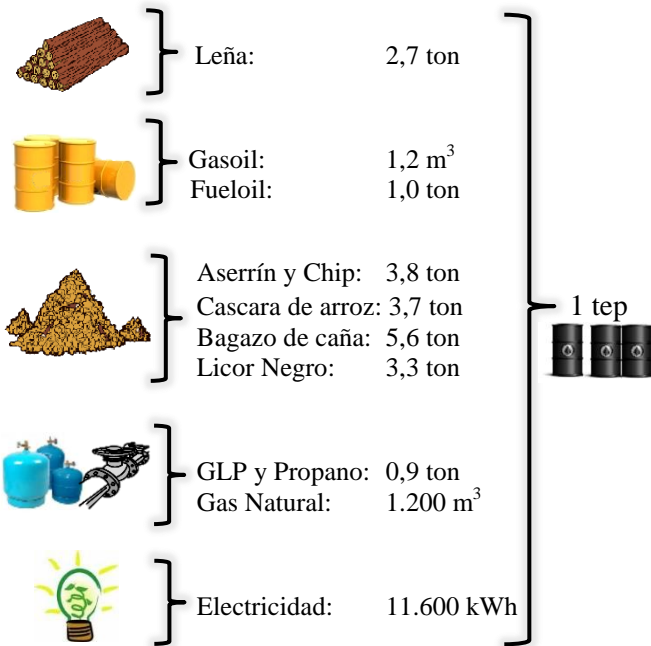 Leña: 2,7 ton
Gasoil: 1,2 m³
Fueloil: 1,0 ton
Aserrín y Chip: 3,8 ton
Cascara de arroz: 3,7 ton
Bagazo de caña: 5,6 ton
Licor Negro: 3,3 ton
1 tep
GLP y Propano: 0,9 ton
Gas Natural: 1.200 m³
Electricidad: 11.600 kWh